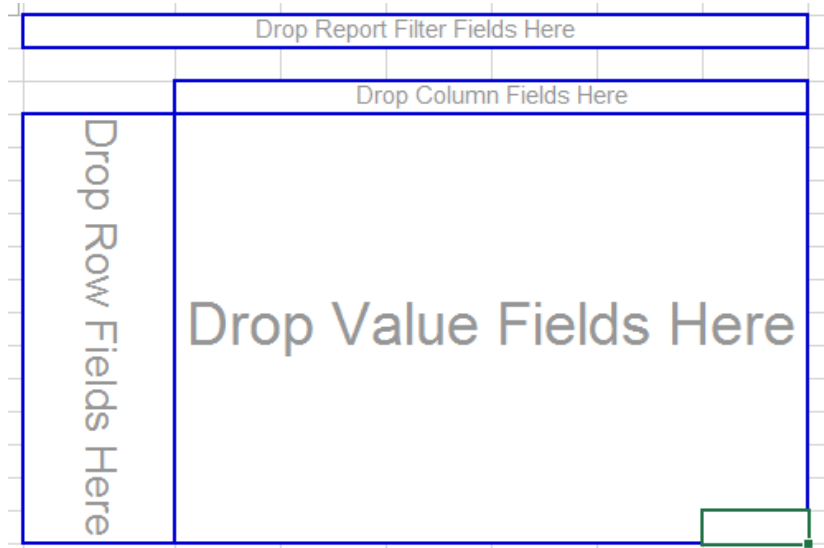 Drop Report Filter Fields Here
Drop Column Fields Here
Drop Row Fields Here
Drop Value Fields Here